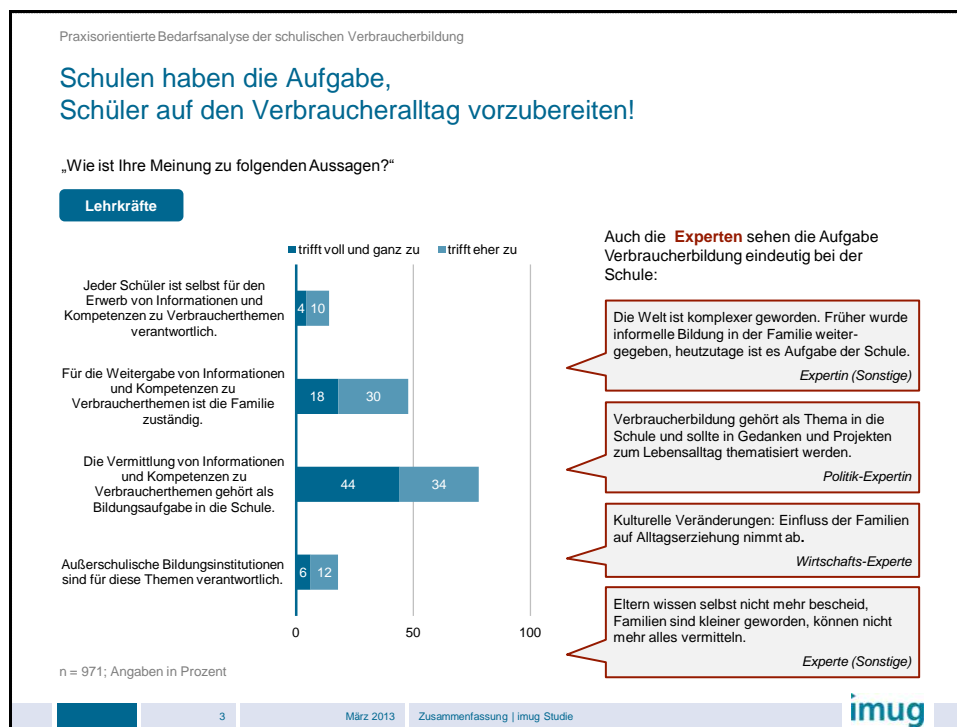 Praxisorientierte Bedarfsanalyse der schulischen Verbraucherbildung
Schulen haben die Aufgabe,
Schüler auf den Verbraucheralltag vorzubereiten!
„Wie ist Ihre Meinung zu folgenden Aussagen?“
Lehrkräfte
trifft voll und ganz zu
trifft eher zu
Jeder Schüler ist selbst für den
Erwerb von Informationen und
Kompetenzen zu Verbraucherthemen
verantwortlich.
4 10
Für die Weitergabe von Informationen
und Kompetenzen zu
Verbraucherthemen ist die Familie
zuständig.
18 30
Die Vermittlung von Informationen
und Kompetenzen zu
Verbraucherthemen gehört als
Bildungsaufgabe in die Schule.
44 34
Außerschulische Bildungsinstitutionen
sind für diese Themen verantwortlich.
6 12
0 50 100
Auch die Experten sehen die Aufgabe
Verbraucherbildung eindeutig bei der
Schule:
Die Welt ist komplexer geworden. Früher wurde
informelle Bildung in der Familie weiter-
gegeben, heutzutage ist es Aufgabe der Schule.
Expertin (Sonstige)
Verbraucherbildung gehört als Thema in die
Schule und sollte in Gedanken und Projekten
zum Lebensalltag thematisiert werden.
Politik-Expertin
Kulturelle Veränderungen: Einfluss der Familien
auf Alltagserziehung nimmt ab.
Wirtschafts-Experte
Eltern wissen selbst nicht mehr bescheid,
Familien sind kleiner geworden, können nicht
mehr alles vermitteln.
Experte (Sonstige)
n = 971; Angaben in Prozent
3 März 2013 Zusammenfassung | imug Studie
imug